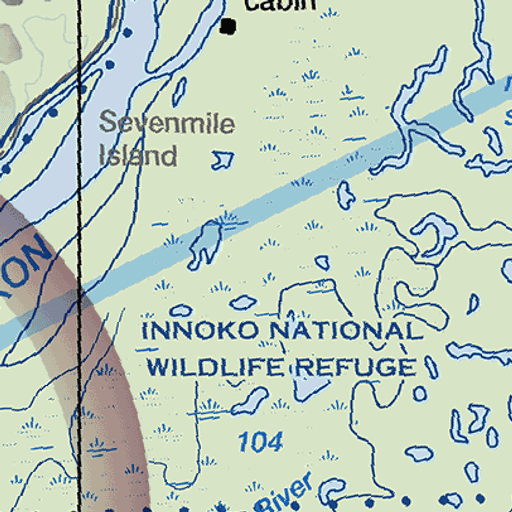 Cabin
Sevenmile
Island
INNOKO NATIONAL
WILDLIFE REFUGE
104
River